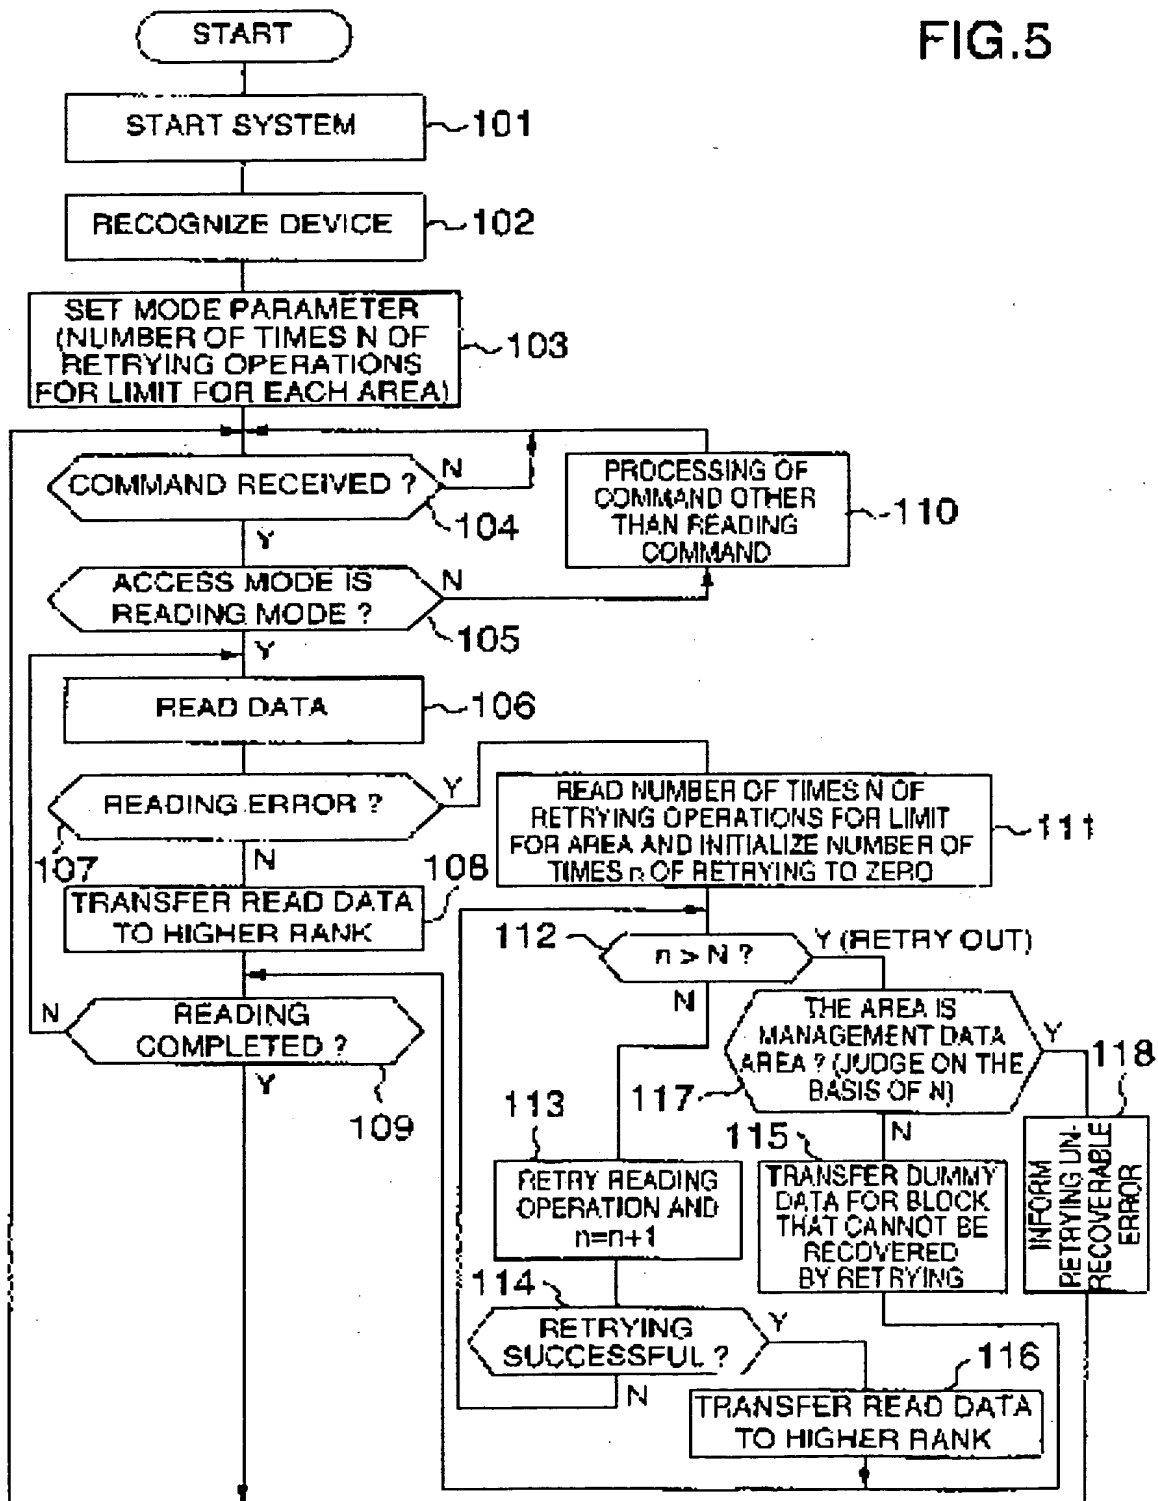 FIG.5
START
START SYSTEM
101
RECOGNIZE DEVICE
102
SET MODE PARAMETER
(NUMBER OF TIMES N OF
RETRYING OPERATIONS
FOR LIMIT FOR EACH AREA)
103
COMMAND RECEIVED ?
N
104
Y
PROCESSING OF
COMMAND OTHER
THAN READING
COMMAND
110
ACCESS MODE IS
READING MODE ?
N
105
Y
READ DATA
106
READING ERROR ?
Y
107
N
READ NUMBER OF TIMES N OF
RETRYING OPERATIONS FOR LIMIT
FOR AREA AND INITIALIZE NUMBER OF
TIMES n OF RETRYING TO ZERO
111
TRANSFER READ DATA
TO HIGHER RANK
108
112
n > N ?
Y (RETRY OUT)
N
READING
COMPLETED ?
N
Y
109
THE AREA IS
MANAGEMENT DATA
AREA ? (JUDGE ON THE
BASIS OF N)
Y
117
N
118
INFORM
RETRYING UN-
RECOVERABLE
ERROR
113
RETRY READING
OPERATION AND
n=n+1
115
TRANSFER DUMMY
DATA FOR BLOCK
THAT CANNOT BE
RECOVERED
BY RETRYING
114
RETRYING
SUCCESSFUL ?
Y
N
116
TRANSFER READ DATA
TO HIGHER RANK